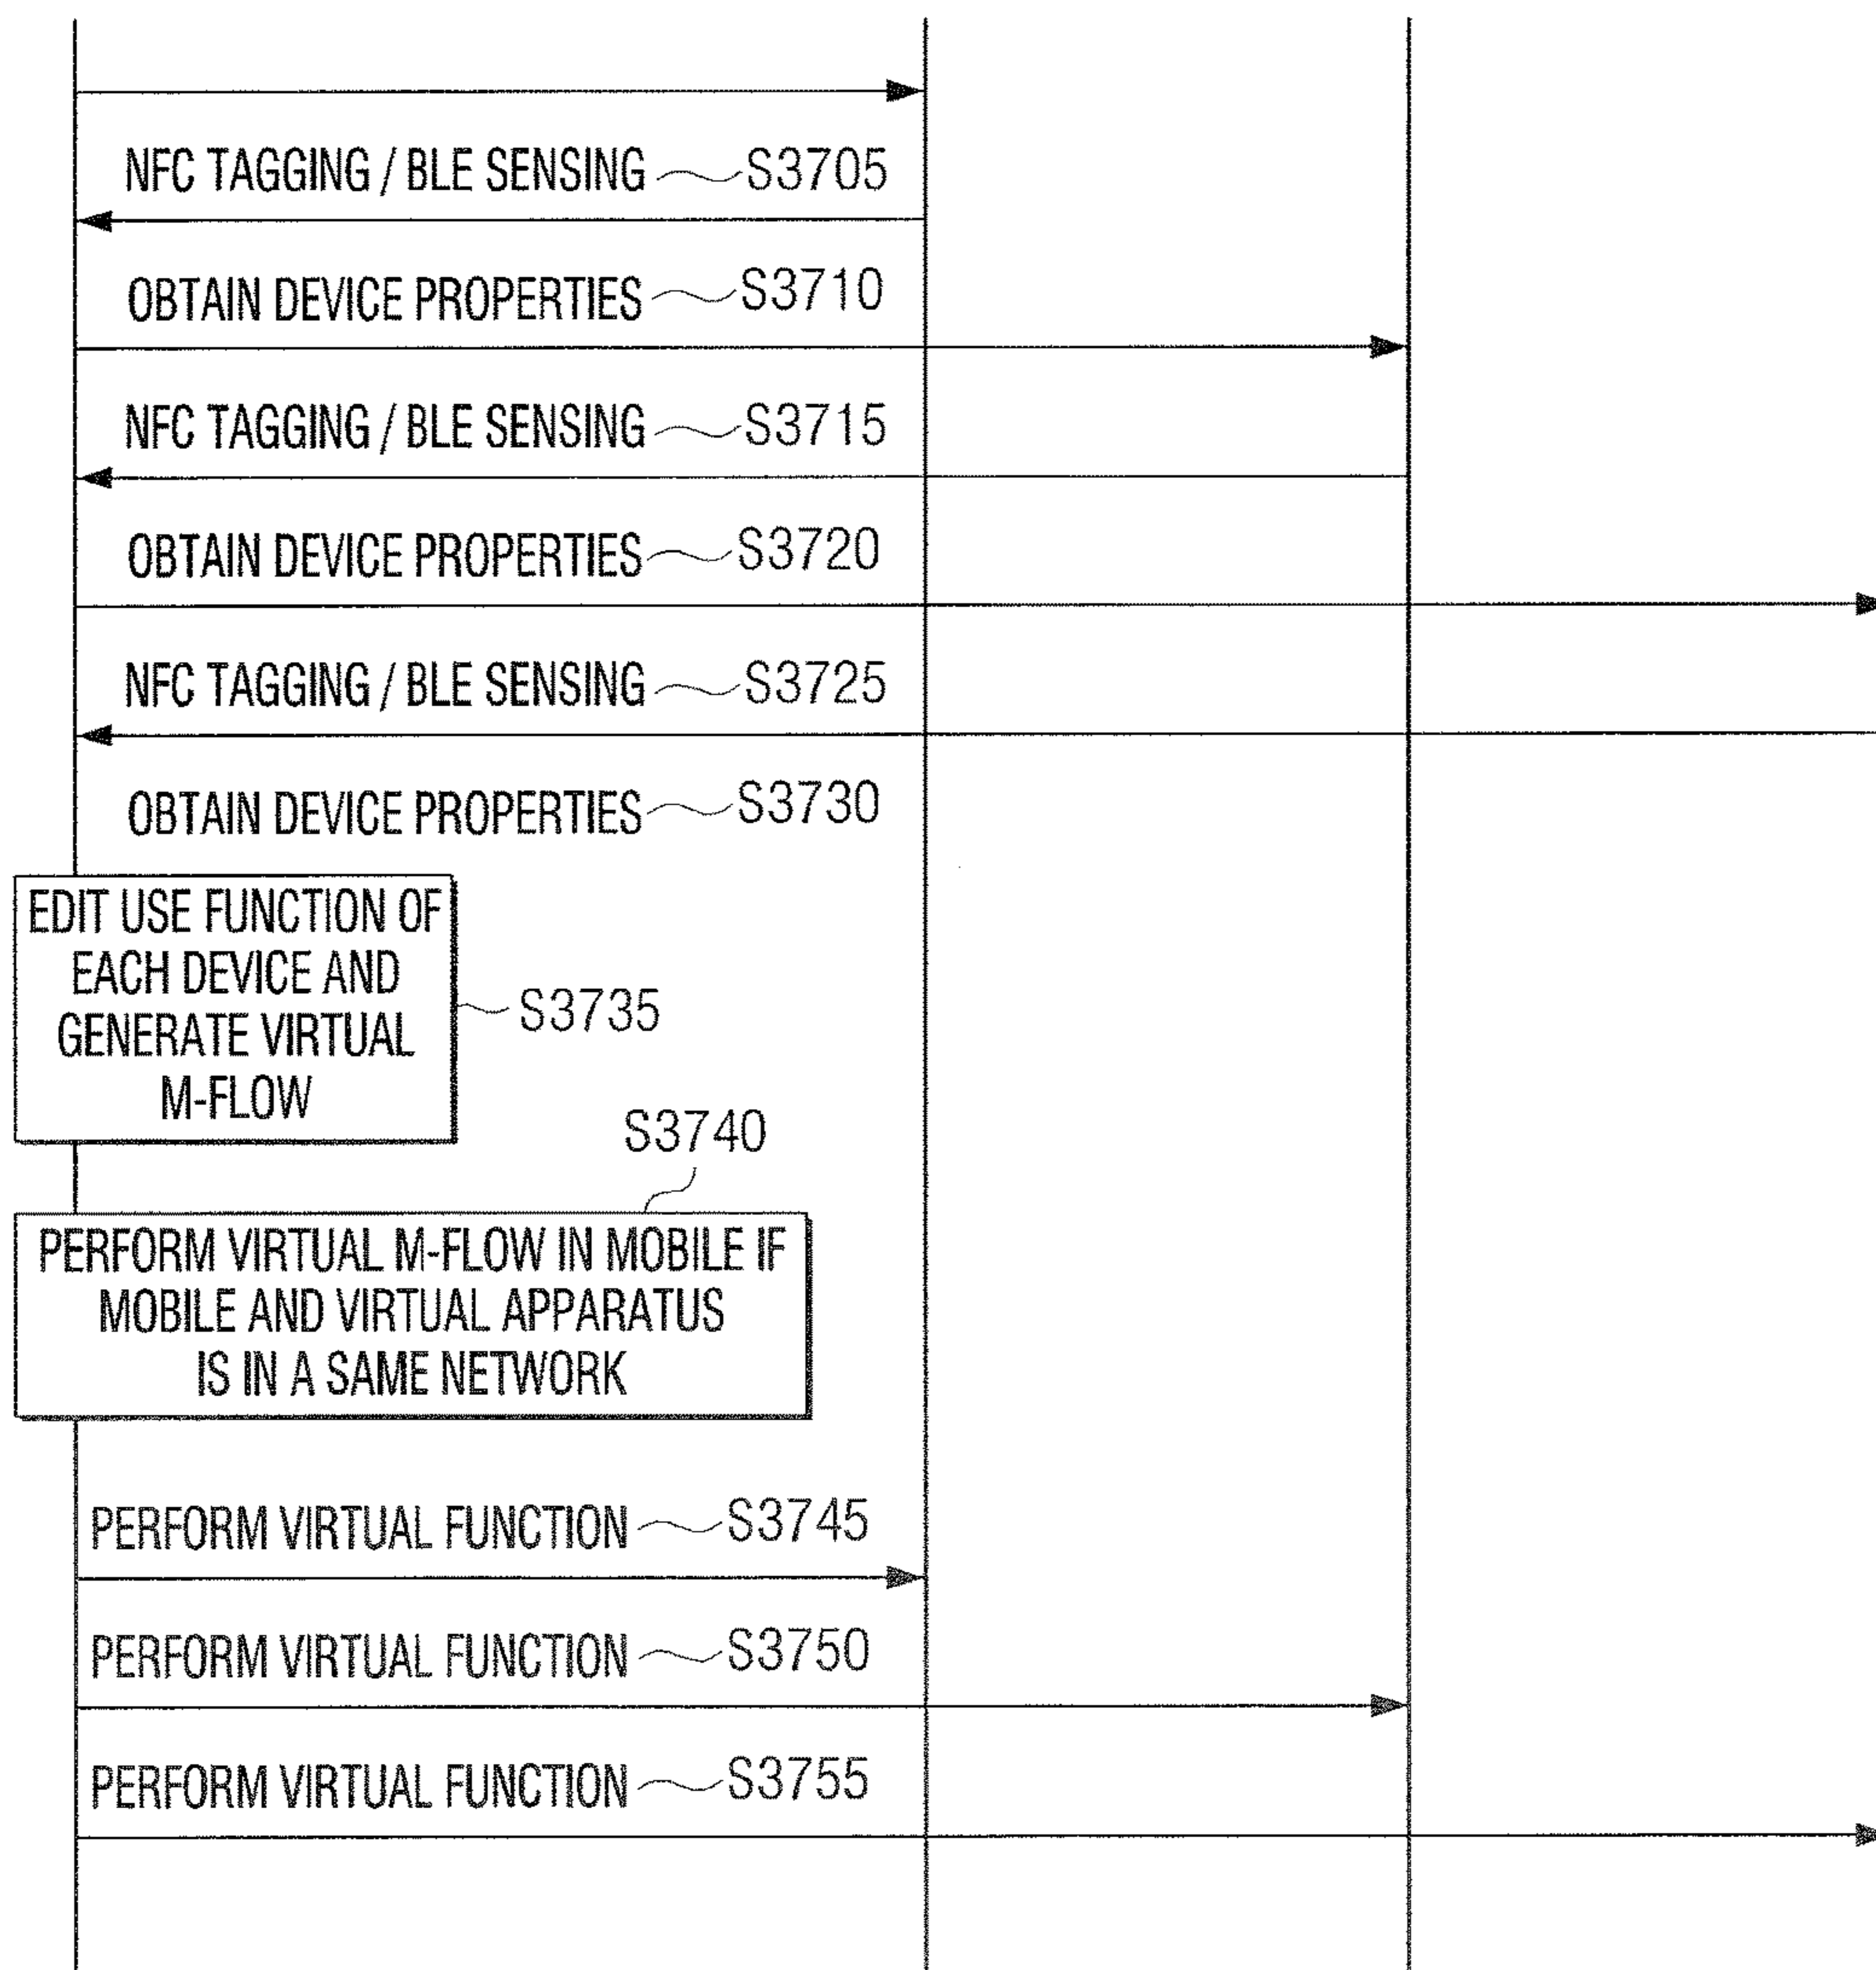 NFC TAGGING / BLE SENSING S3705
OBTAIN DEVICE PROPERTIES S3710
NFC TAGGING / BLE SENSING S3715
OBTAIN DEVICE PROPERTIES S3720
NFC TAGGING / BLE SENSING S3725
OBTAIN DEVICE PROPERTIES S3730
EDIT USE FUNCTION OF
EACH DEVICE AND
GENERATE VIRTUAL
M-FLOW
S3735
S3740
PERFORM VIRTUAL M-FLOW IN MOBILE IF
MOBILE AND VIRTUAL APPARATUS
IS IN A SAME NETWORK
PERFORM VIRTUAL FUNCTION S3745
PERFORM VIRTUAL FUNCTION S3750
PERFORM VIRTUAL FUNCTION S3755